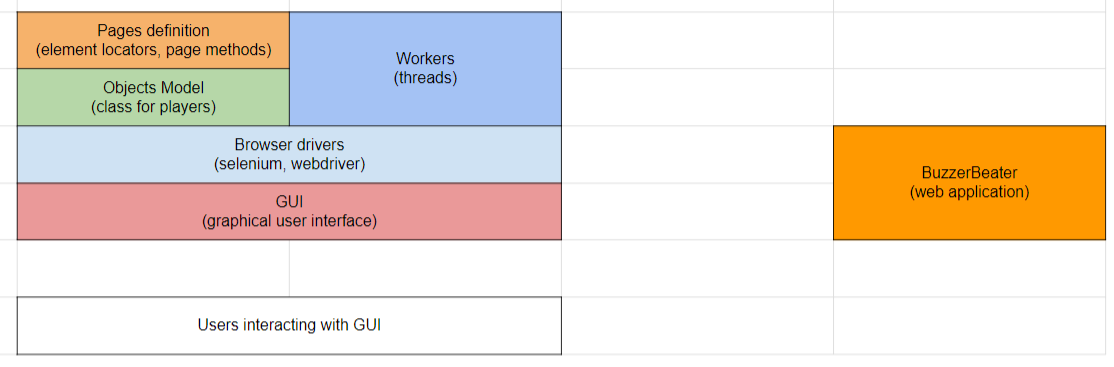 Pages definition
(element locators, page methods)
Workers
(threads)
Objects Model
(class for players)
Browser drivers
(selenium, webdriver)
BuzzerBeater
(web application)
GUI
(graphical user interface)
Users interacting with GUI